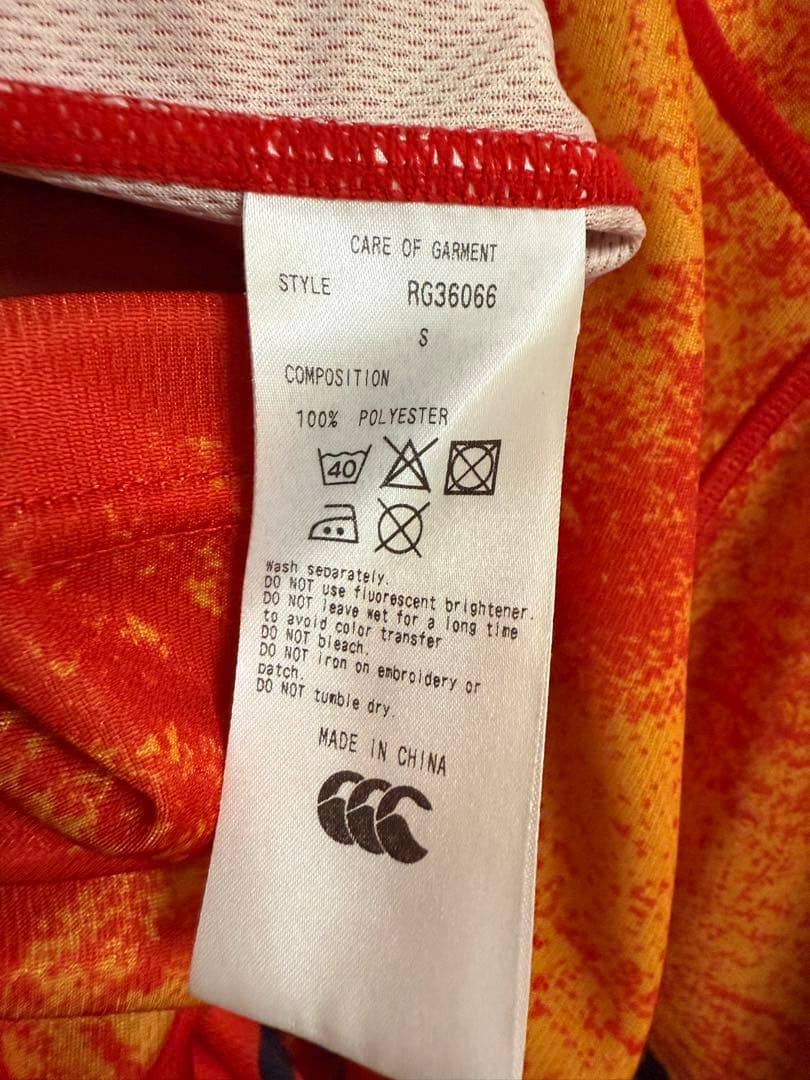 CARE OF GARMENT
STYLE RG36066
S
COMPOSITION
100% POLYESTER
40
Wash separately.
DO NOT use fluorescent brightener.
DO NOT leave wet for a long time
to avoid color transfer
DO NOT bleach.
DO NOT iron on embroidery or
patch.
DO NOT tumble dry.
MADE IN CHINA